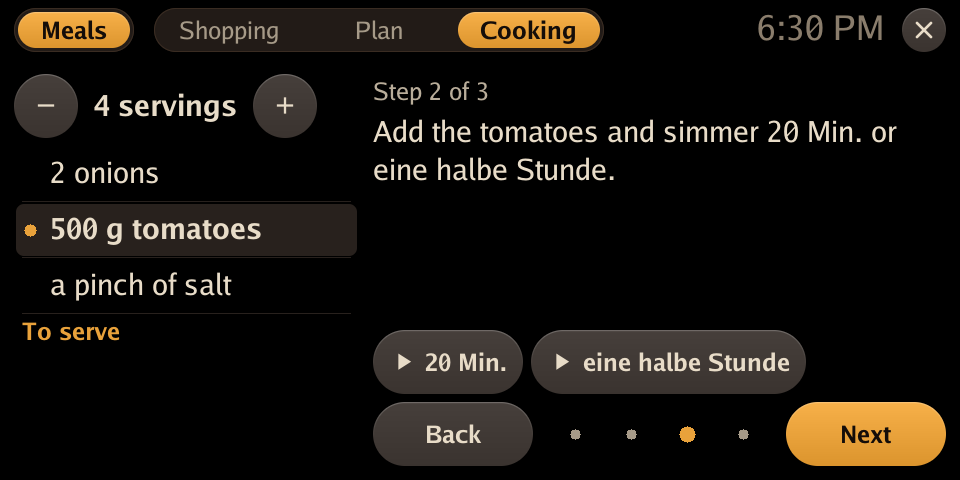 Meals
Shopping
Plan
Cooking
6:30 PM
4 servings
2 onions
500 g tomatoes
a pinch of salt
To serve
Step 2 of 3
Add the tomatoes and simmer 20 Min. or
eine halbe Stunde.
20 Min.
eine halbe Stunde
Back
Next